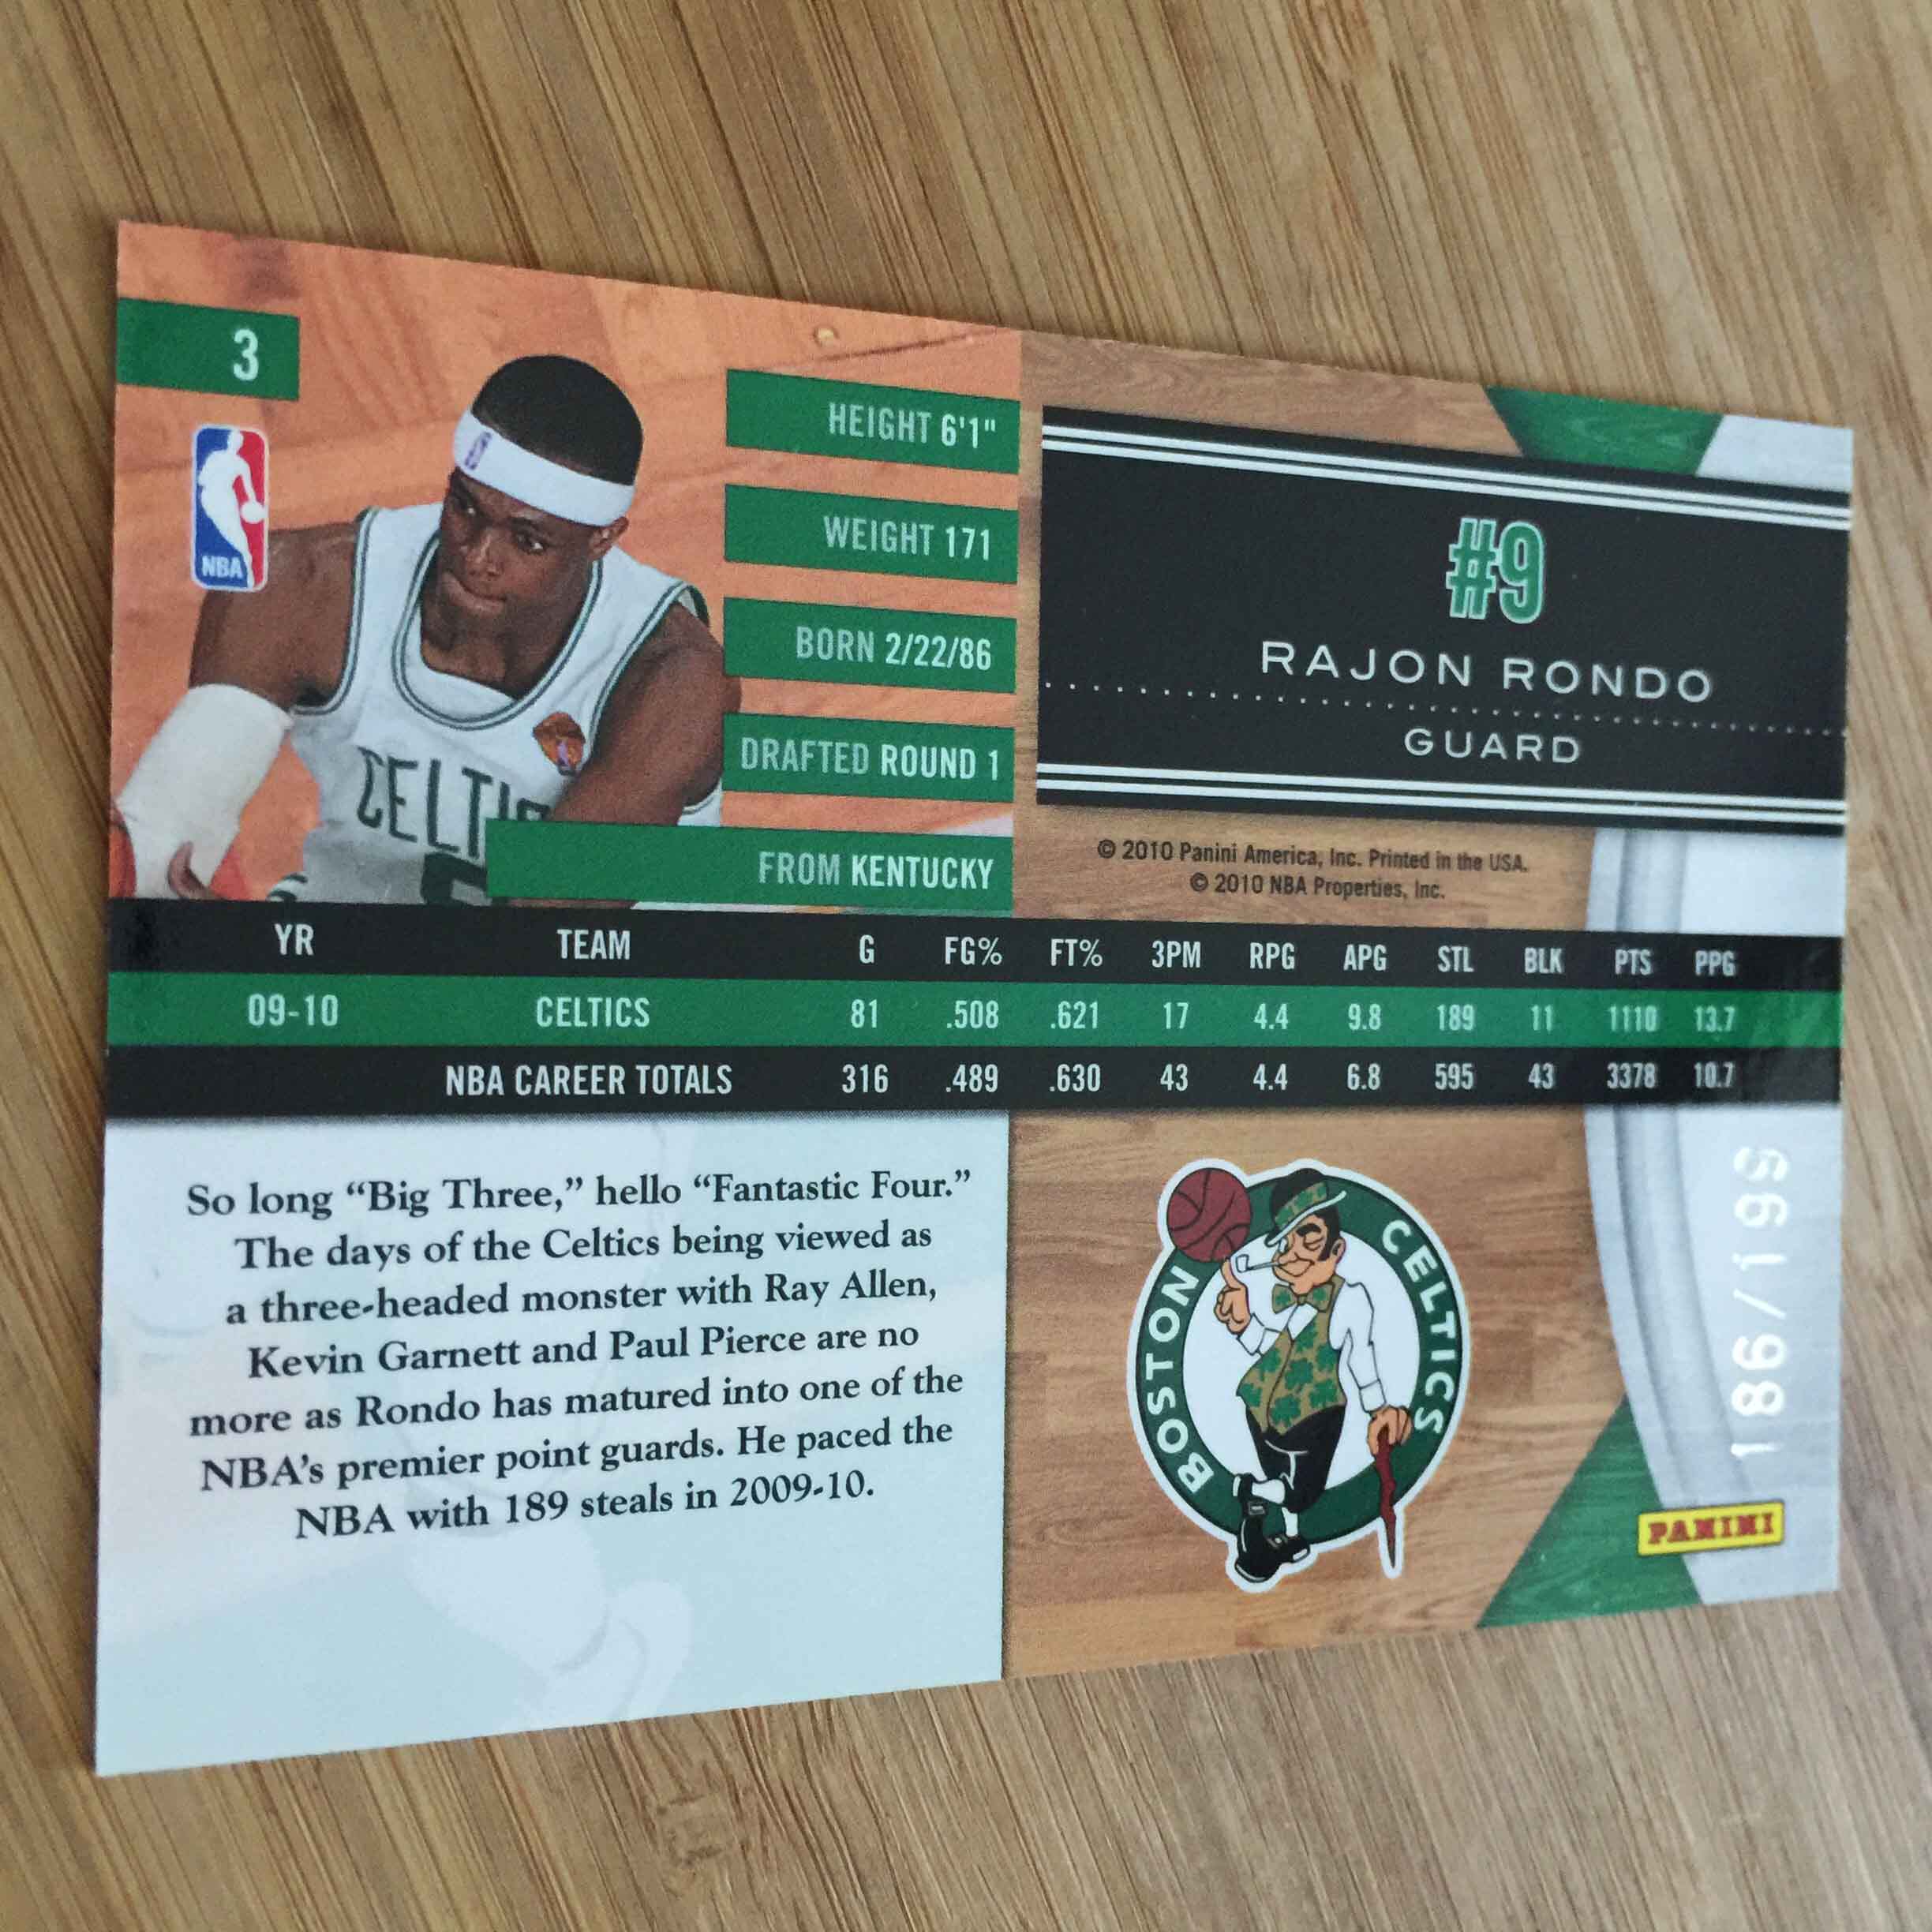 3
NBA
HEIGHT 6'1"
WEIGHT 171
BORN 2/22/86
DRAFTED ROUND 1
FROM KENTUCKY
#9
RAJON RONDO
GUARD
© 2010 Panini America, Inc. Printed in the USA.
© 2010 NBA Properties, Inc.
YR TEAM G FG% FT% 3PM RPG APG STL BLK PTS PPG
09-10 CELTICS 81 .508 .621 17 4.4 9.8 189 11 1110 13.7
NBA CAREER TOTALS 316 .489 .630 43 4.4 6.8 595 43 3378 10.7
So long “Big Three,” hello “Fantastic Four.”
The days of the Celtics being viewed as
a three-headed monster with Ray Allen,
Kevin Garnett and Paul Pierce are no
more as Rondo has matured into one of the
NBA’s premier point guards. He paced the
NBA with 189 steals in 2009-10.
BOSTON CELTICS
186/199
PANINI